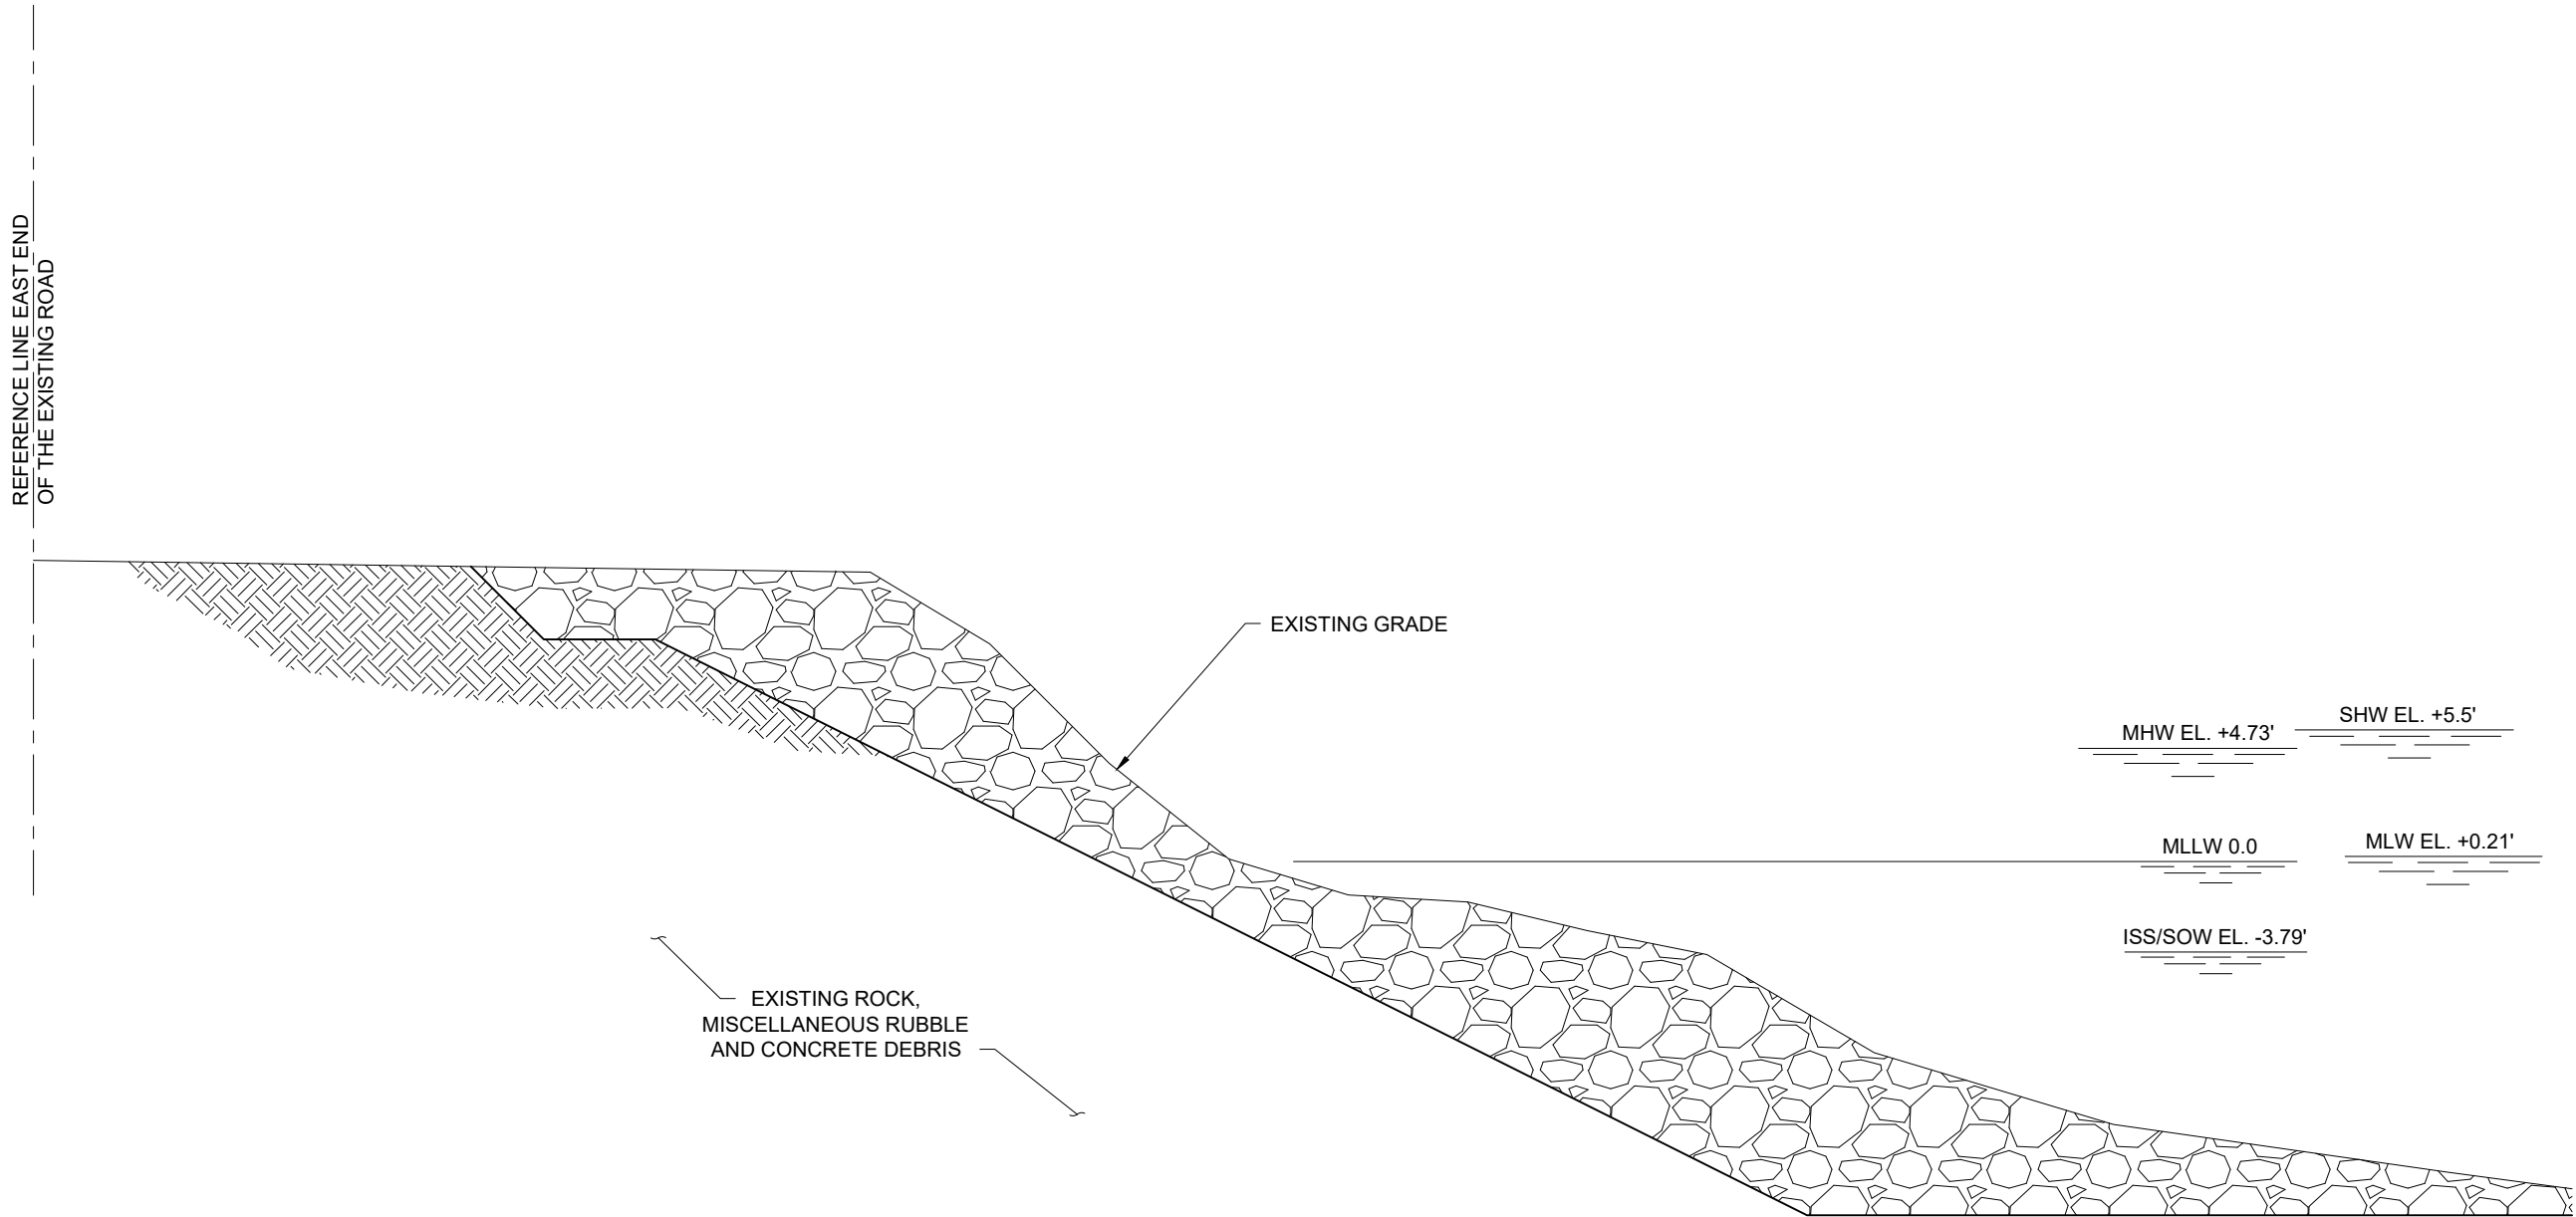 REFERENCE LINE EAST END
OF THE EXISTING ROAD
EXISTING GRADE
SHW EL. +5.5'
MHW EL. +4.73'
MLLW 0.0
MLW EL. +0.21'
ISS/SOW EL. -3.79'
EXISTING ROCK,
MISCELLANEOUS RUBBLE
AND CONCRETE DEBRIS